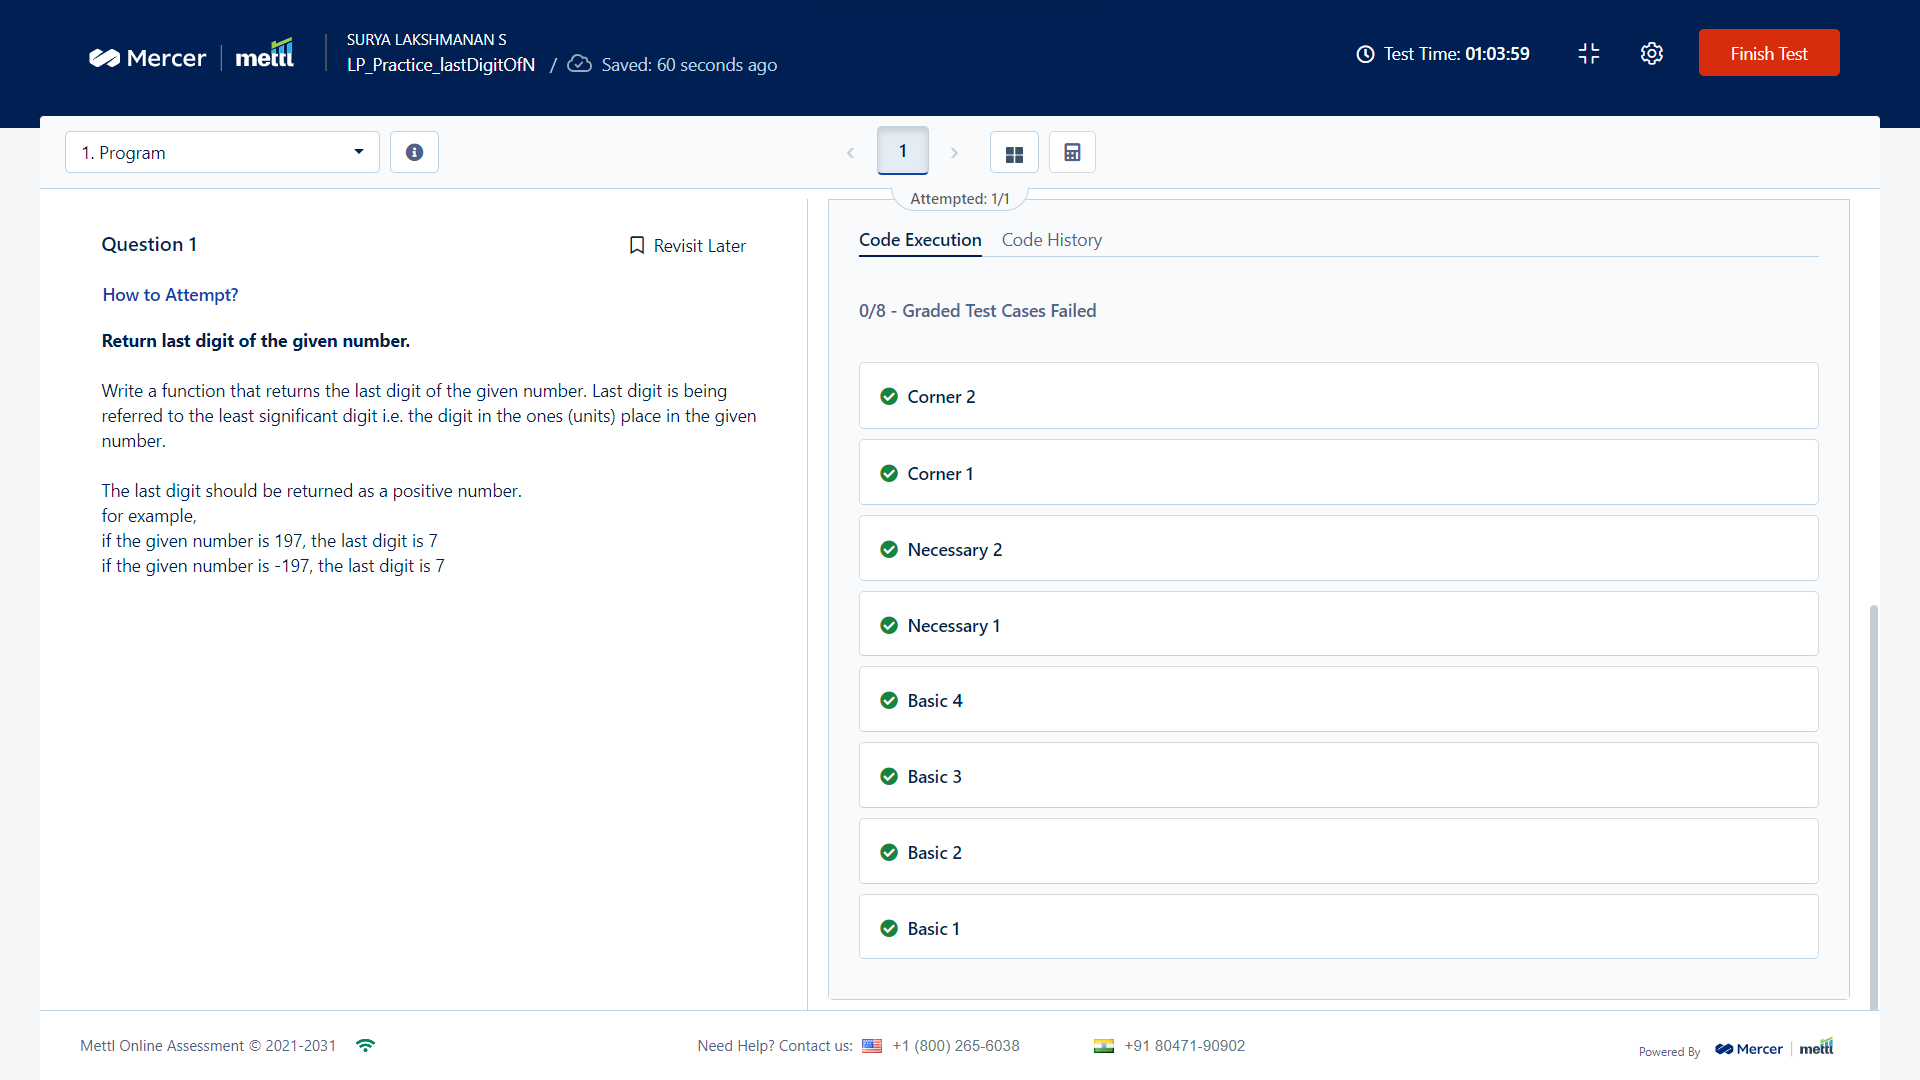 Mercer | mettl
SURYA LAKSHMANAN S
LP_Practice_lastDigitOfN / Saved: 60 seconds ago
Test Time: 01:03:59
Finish Test
1. Program
1
Attempted: 1/1
Question 1
Revisit Later
How to Attempt?
Return last digit of the given number.
Write a function that returns the last digit of the given number. Last digit is being
referred to the least significant digit i.e. the digit in the ones (units) place in the given
number.
The last digit should be returned as a positive number.
for example,
if the given number is 197, the last digit is 7
if the given number is -197, the last digit is 7
Code Execution
Code History
0/8 - Graded Test Cases Failed
Corner 2
Corner 1
Necessary 2
Necessary 1
Basic 4
Basic 3
Basic 2
Basic 1
Mettl Online Assessment © 2021-2031
Need Help? Contact us: +1 (800) 265-6038
+91 80471-90902
Powered By Mercer | mettl